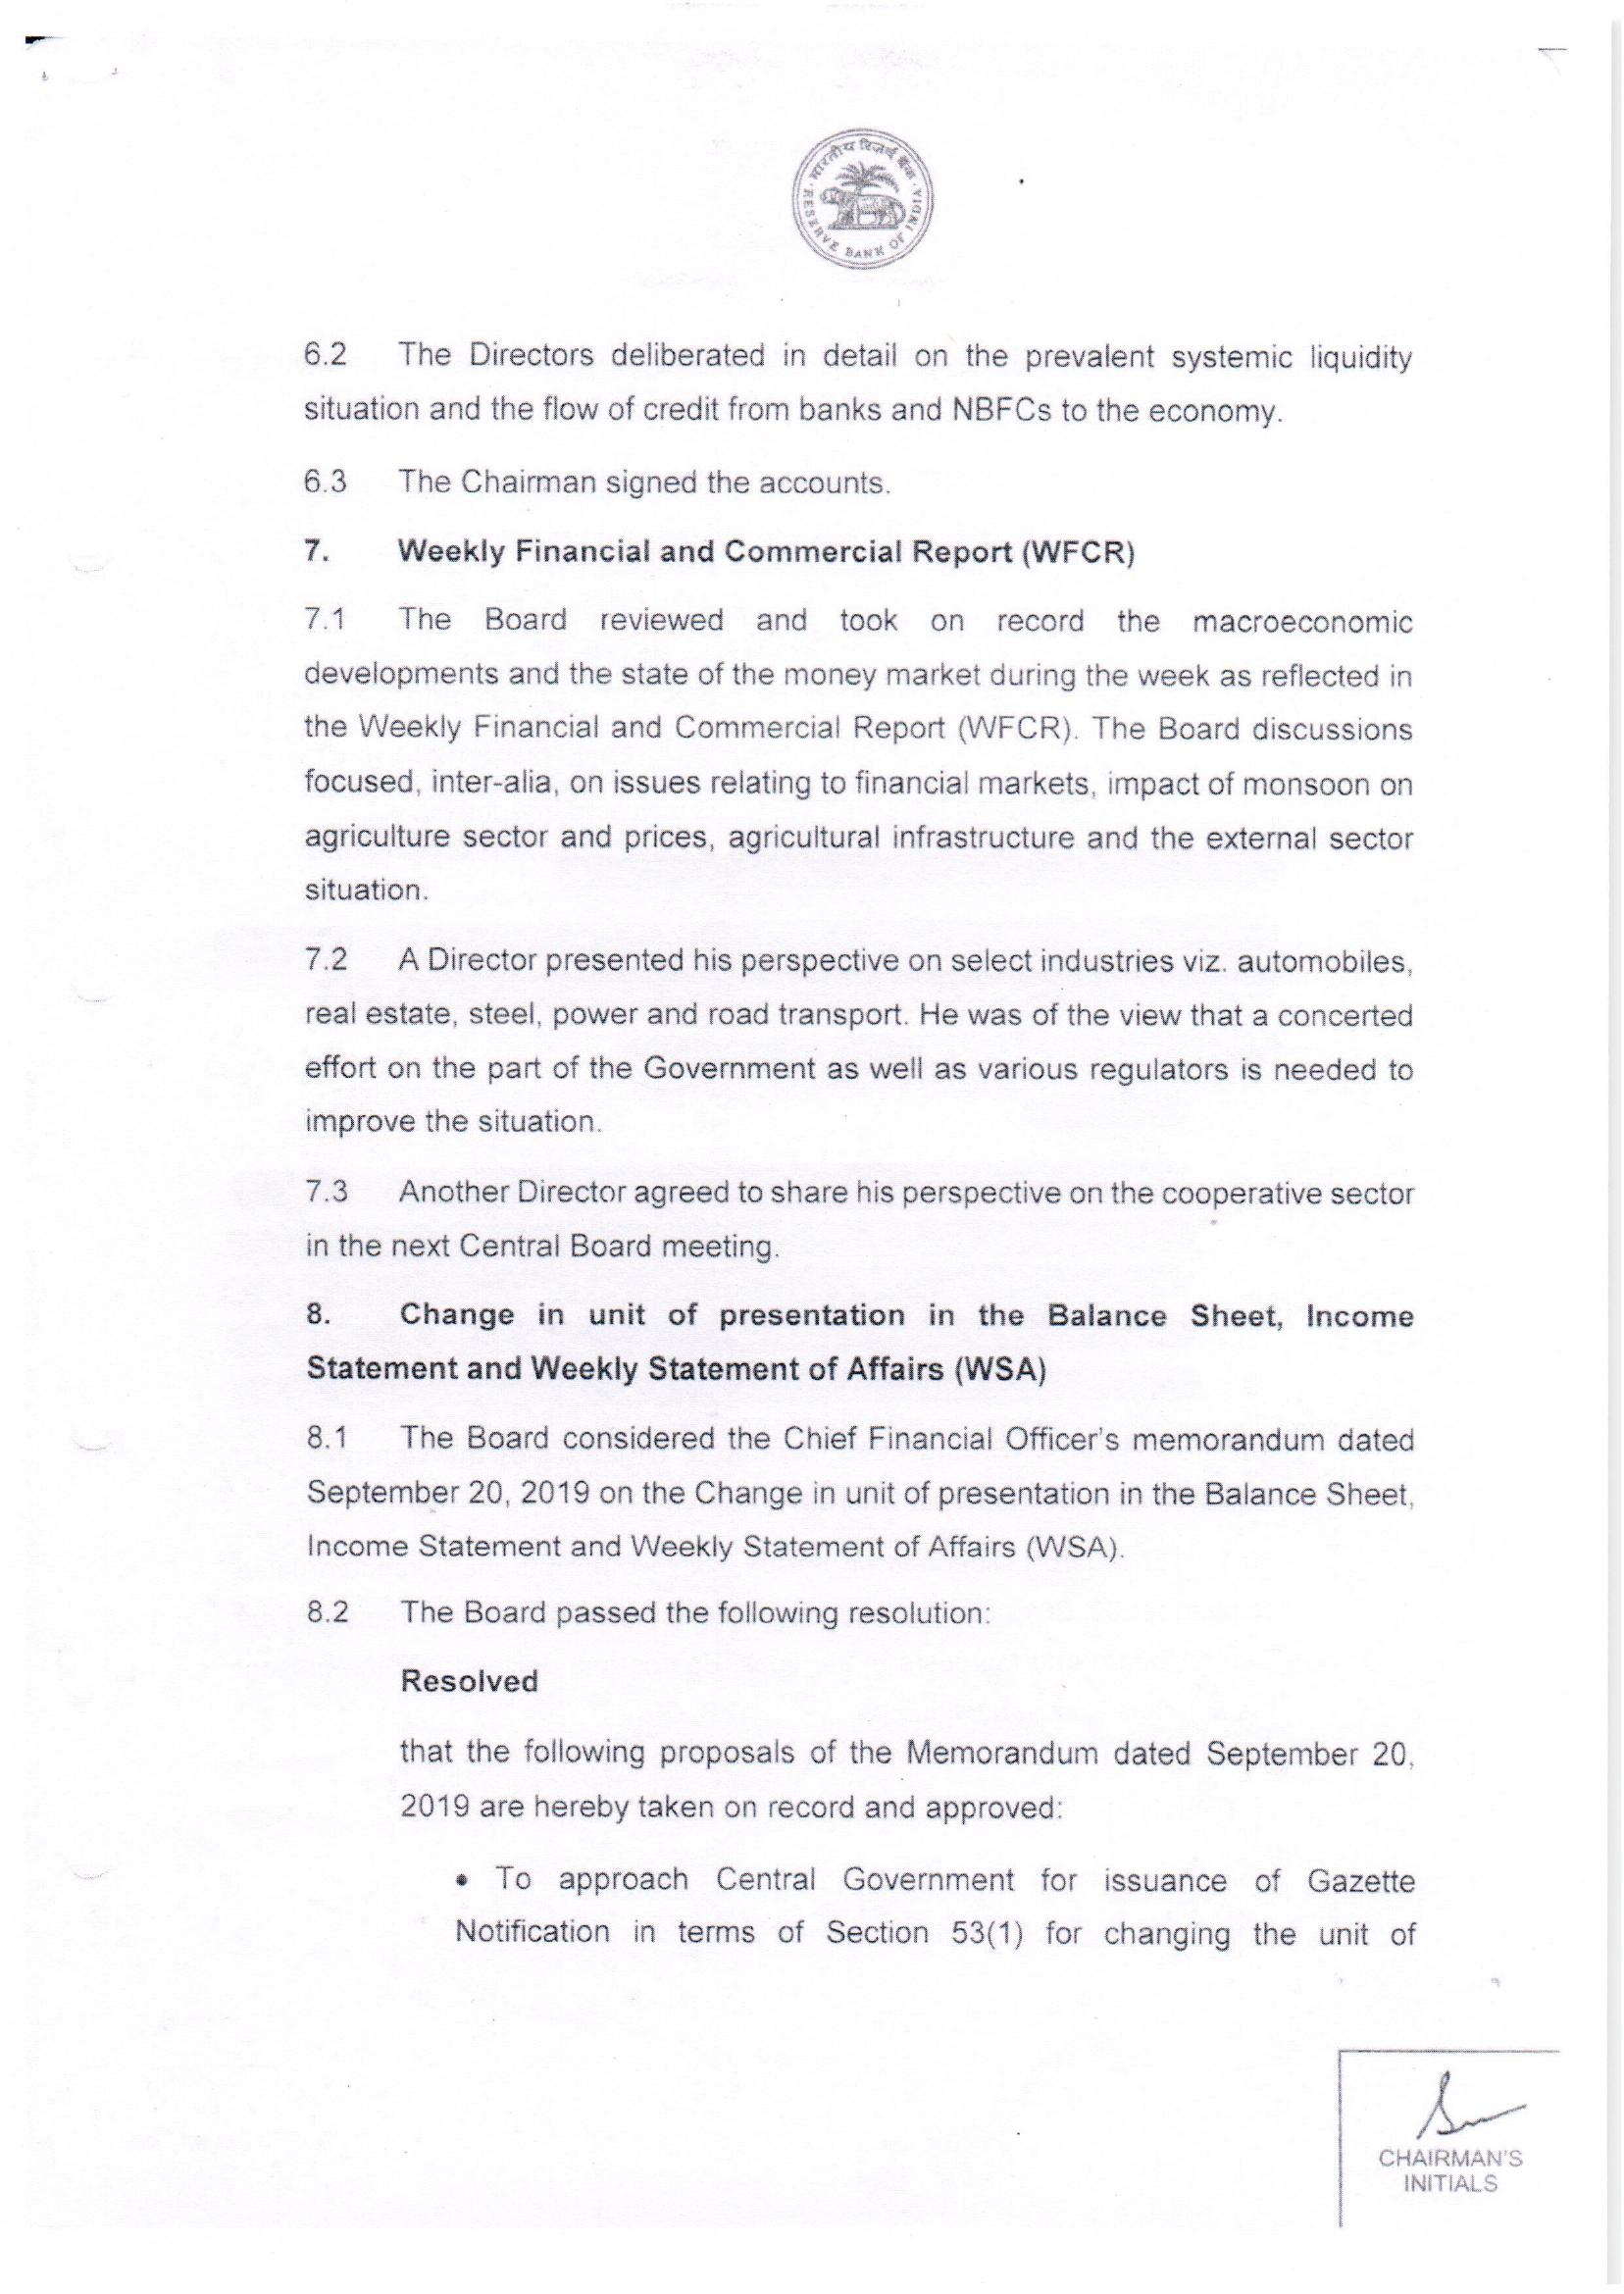 भारतीय रिज़र्व बैंक
RESERVE BANK OF INDIA
6.2 The Directors deliberated in detail on the prevalent systemic liquidity
situation and the flow of credit from banks and NBFCs to the economy.
6.3 The Chairman signed the accounts.
7. Weekly Financial and Commercial Report (WFCR)
7.1 The Board reviewed and took on record the macroeconomic
developments and the state of the money market during the week as reflected in
the Weekly Financial and Commercial Report (WFCR). The Board discussions
focused, inter-alia, on issues relating to financial markets, impact of monsoon on
agriculture sector and prices, agricultural infrastructure and the external sector
situation.
7.2 A Director presented his perspective on select industries viz. automobiles,
real estate, steel, power and road transport. He was of the view that a concerted
effort on the part of the Government as well as various regulators is needed to
improve the situation.
7.3 Another Director agreed to share his perspective on the cooperative sector
in the next Central Board meeting.
8. Change in unit of presentation in the Balance Sheet, Income
Statement and Weekly Statement of Affairs (WSA)
8.1 The Board considered the Chief Financial Officer's memorandum dated
September 20, 2019 on the Change in unit of presentation in the Balance Sheet,
Income Statement and Weekly Statement of Affairs (WSA).
8.2 The Board passed the following resolution:
Resolved
that the following proposals of the Memorandum dated September 20,
2019 are hereby taken on record and approved:
• To approach Central Government for issuance of Gazette
Notification in terms of Section 53(1) for changing the unit of
CHAIRMAN'S
INITIALS